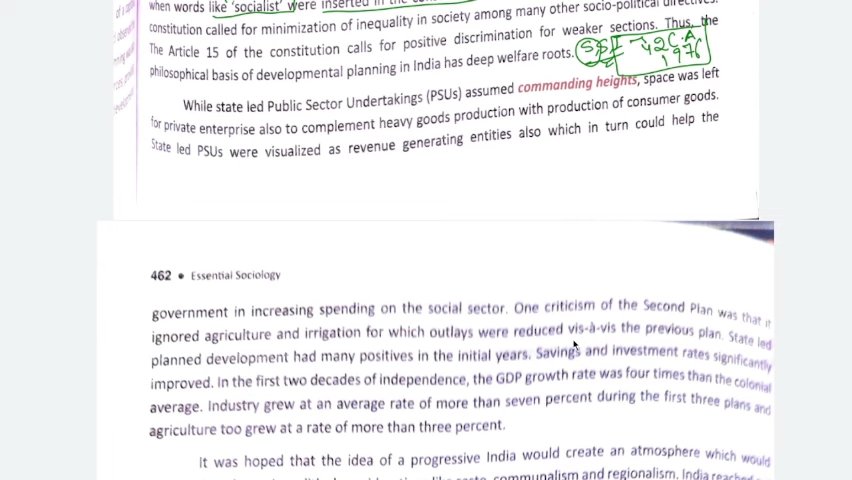 when words like 'socialist' were inserted in the
constitution called for minimization of inequality in society among many other socio-political directives.
The Article 15 of the constitution calls for positive discrimination for weaker sections. Thus, the
philosophical basis of developmental planning in India has deep welfare roots.
42 C.A
1976
While state led Public Sector Undertakings (PSUs) assumed commanding heights, space was left
for private enterprise also to complement heavy goods production with production of consumer goods.
State led PSUs were visualized as revenue generating entities also which in turn could help the
462 • Essential Sociology
government in increasing spending on the social sector. One criticism of the Second Plan was that it
ignored agriculture and irrigation for which outlays were reduced vis-à-vis the previous plan. State led
planned development had many positives in the initial years. Savings and investment rates significantly
improved. In the first two decades of independence, the GDP growth rate was four times than the colonial
average. Industry grew at an average rate of more than seven percent during the first three plans and
agriculture too grew at a rate of more than three percent.
It was hoped that the idea of a progressive India would create an atmosphere which would
communalism and regionalism. India reached